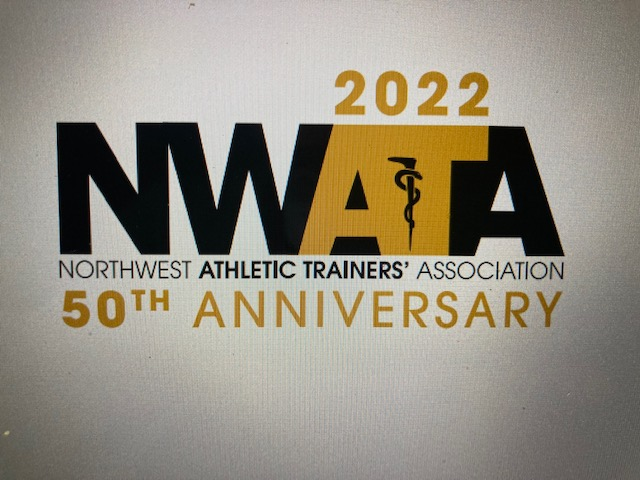 2022
NWATA
NORTHWEST ATHLETIC TRAINERS' ASSOCIATION
50TH ANNIVERSARY